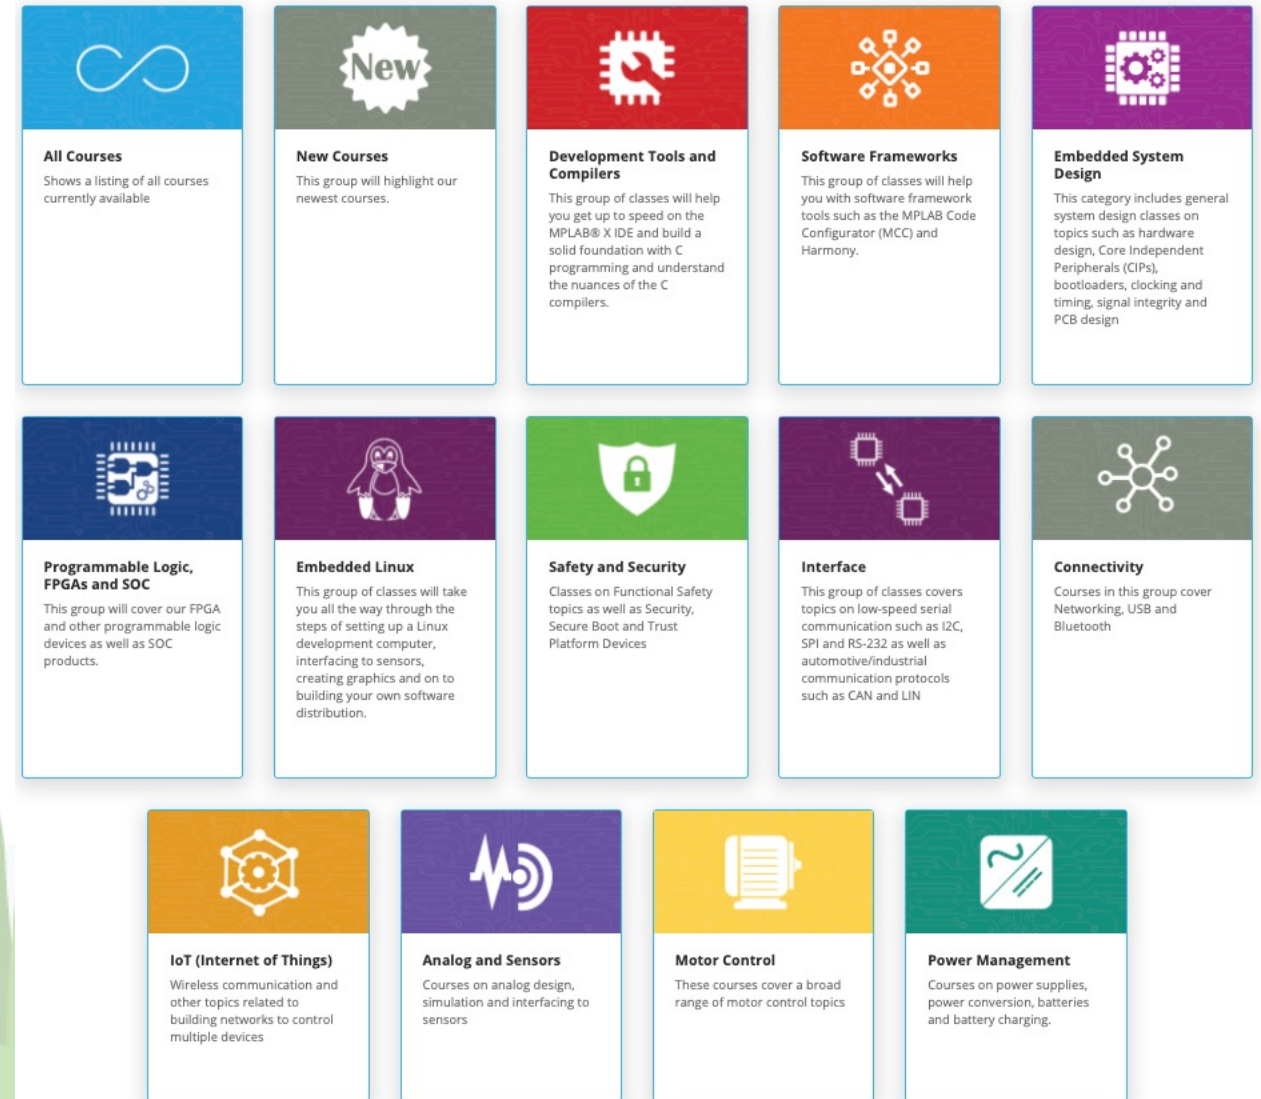 New
All Courses
Shows a listing of all courses
currently available
New Courses
This group will highlight our
newest courses.
Development Tools and
Compilers
This group of classes will help
you get up to speed on the
MPLAB® X IDE and build a
solid foundation with C
programming and understand
the nuances of the C
compilers.
Software Frameworks
This group of classes will help
you with software framework
tools such as the MPLAB Code
Configurator (MCC) and
Harmony.
Embedded System
Design
This category includes general
system design classes on
topics such as hardware
design, Core Independent
Peripherals (CIPs),
bootloaders, clocking and
timing, signal integrity and
PCB design
Programmable Logic,
FPGAs and SOC
This group will cover our FPGA
and other programmable logic
devices as well as SOC
products.
Embedded Linux
This group of classes will take
you all the way through the
steps of setting up a Linux
development computer,
interfacing to sensors,
creating graphics and on to
building your own software
distribution.
Safety and Security
Classes on Functional Safety
topics as well as Security,
Secure Boot and Trust
Platform Devices
Interface
This group of classes covers
topics on low-speed serial
communication such as I2C,
SPI and RS-232 as well as
automotive/industrial
communication protocols
such as CAN and LIN
Connectivity
Courses in this group cover
Networking, USB and
Bluetooth
IoT (Internet of Things)
Wireless communication and
other topics related to
building networks to control
multiple devices
Analog and Sensors
Courses on analog design,
simulation and interfacing to
sensors
Motor Control
These courses cover a broad
range of motor control topics
Power Management
Courses on power supplies,
power conversion, batteries
and battery charging.